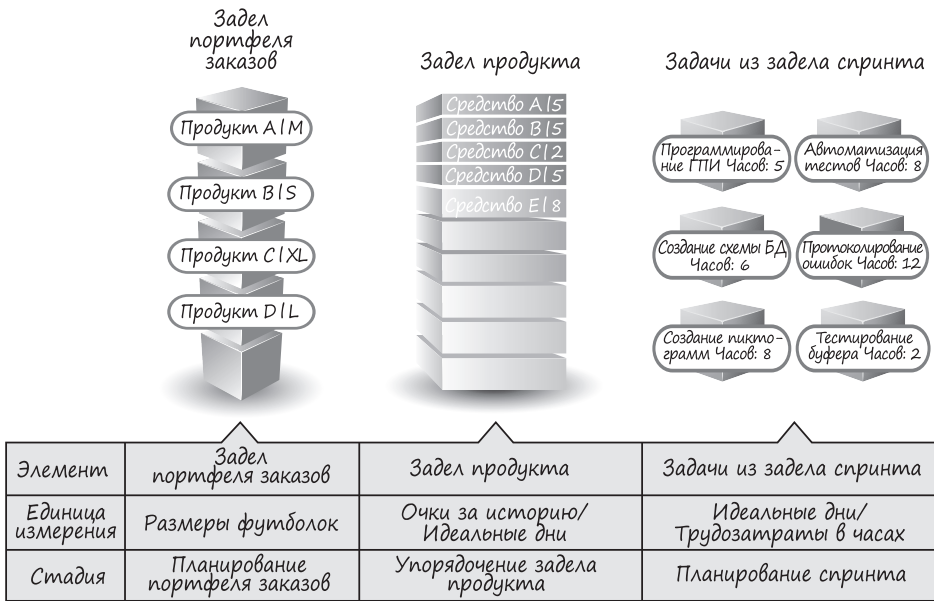 Задел
портфеля
заказов
Продукт A | M
Продукт B | S
Продукт C | XL
Продукт D | L
Задел продукта
Средство A | 5
Средство B | 5
Средство C | 2
Средство D | 5
Средство E | 8
Задачи из задела спринта
Программирова-
ние ГПИ Часов: 5
Автоматизация
тестов Часов: 8
Создание схемы БД
Часов: 6
Протоколирование
ошибок Часов: 12
Создание пикто-
грамм Часов: 8
Тестирование
буфера Часов: 2
Элемент
Задел
портфеля заказов
Задел продукта
Задачи из задела спринта
Единица
измерения
Размеры футболок
Очки за историю/
Идеальные дни
Идеальные дни/
Трудозатраты в часах
Стадия
Планирование
портфеля заказов
Упорядочение задела
продукта
Планирование спринта